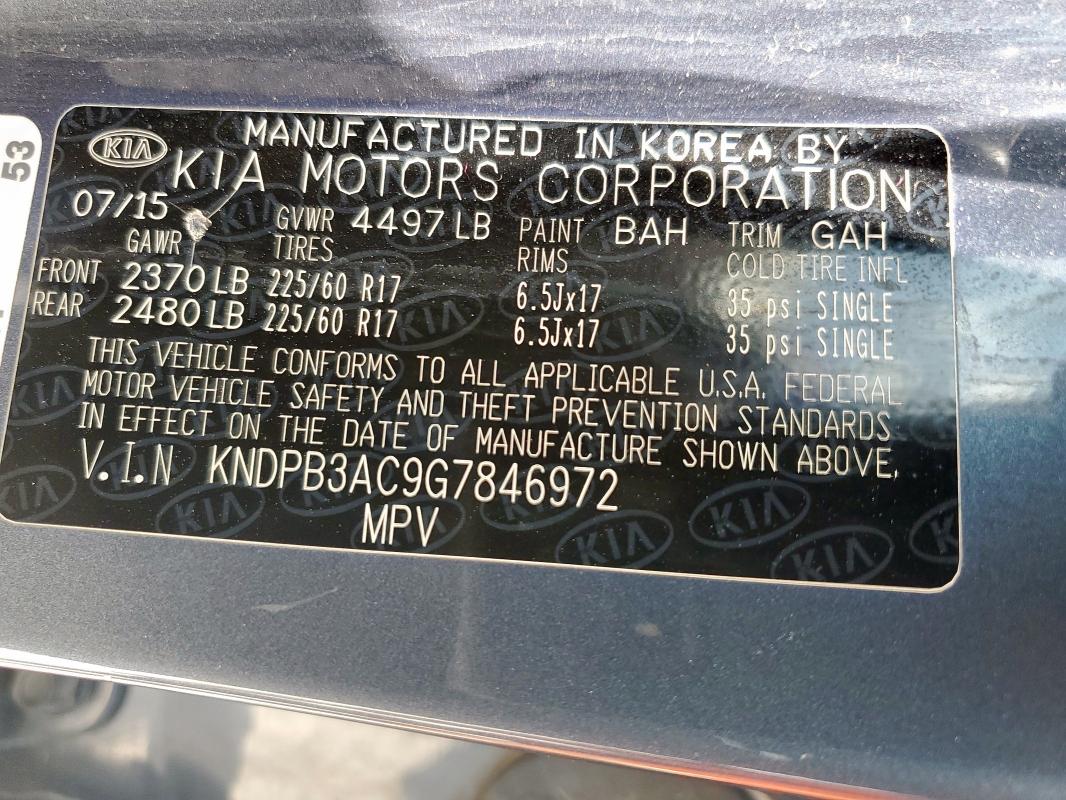 53
KIA MANUFACTURED IN KOREA BY
KIA MOTORS CORPORATION
07/15 GVWR 4497 LB PAINT BAH TRIM GAH
GAWR TIRES RIMS COLD TIRE INFL
FRONT 2370 LB 225/60 R17 6.5Jx17 35 psi SINGLE
REAR 2480 LB 225/60 R17 6.5Jx17 35 psi SINGLE
THIS VEHICLE CONFORMS TO ALL APPLICABLE U.S.A. FEDERAL
MOTOR VEHICLE SAFETY AND THEFT PREVENTION STANDARDS
IN EFFECT ON THE DATE OF MANUFACTURE SHOWN ABOVE.
V.I.N KNDPB3AC9G7846972
MPV